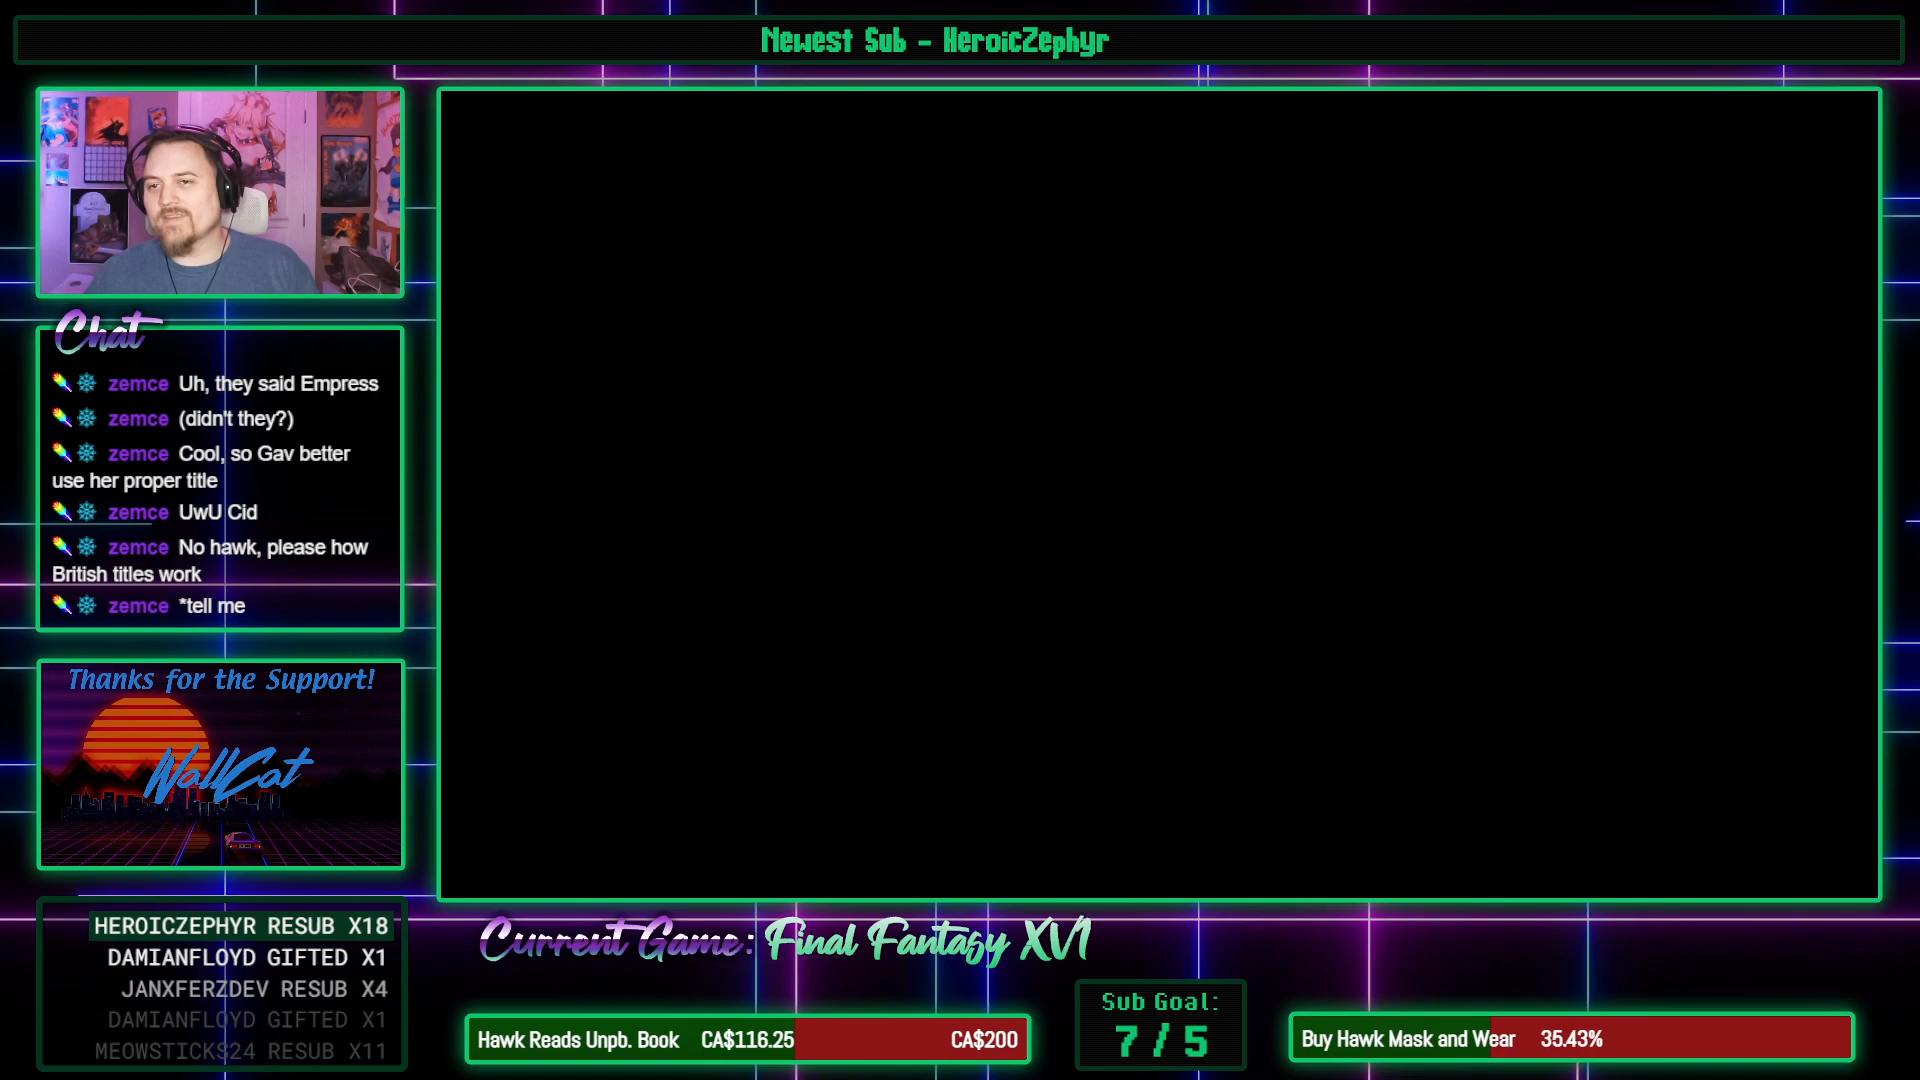 Newest Sub - HeroicZephyr
Chat
zemce Uh, they said Empress
zemce (didn't they?)
zemce Cool, so Gav better
use her proper title
zemce UwU Cid
zemce No hawk, please how
British titles work
zemce *tell me
Thanks for the Support!
WallCat
HEROICZEPHYR RESUB X18
DAMIANFLOYD GIFTED X1
JANXFERZDEV RESUB X4
DAMIANFLOYD GIFTED X1
MEOWSTICKS24 RESUB X11
Current Game: Final Fantasy XVI
Hawk Reads Unpb. Book CA$116.25 CA$200
Sub Goal:
7 / 5
Buy Hawk Mask and Wear 35.43%